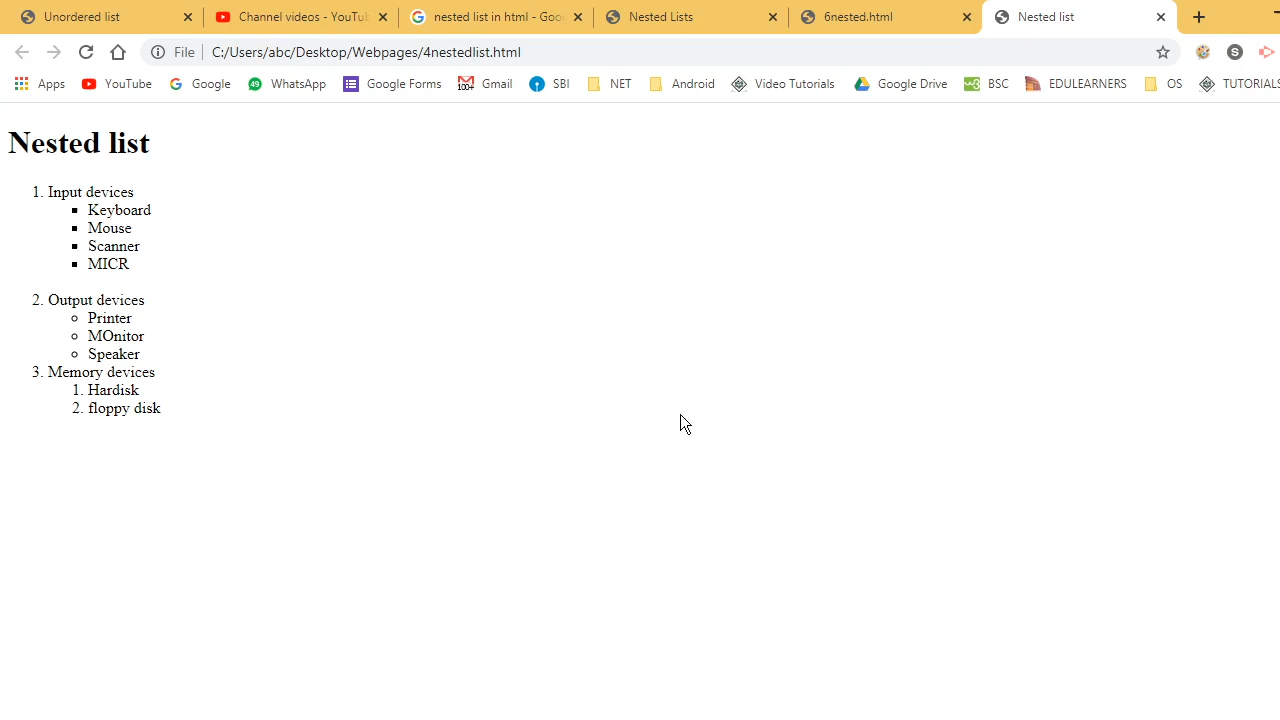 Unordered list
Channel videos - YouTu
nested list in html - Goo
Nested Lists
6nested.html
Nested list
File
C:/Users/abc/Desktop/Webpages/4nestedlist.html
S
Apps YouTube Google 49 WhatsApp Google Forms 100+ Gmail SBI NET Android Video Tutorials Google Drive BSC EDULEARNERS OS TUTORIALS
Nested list
1. Input devices
Keyboard
Mouse
Scanner
MICR
2. Output devices
Printer
MOnitor
Speaker
3. Memory devices
1. Hardisk
2. floppy disk